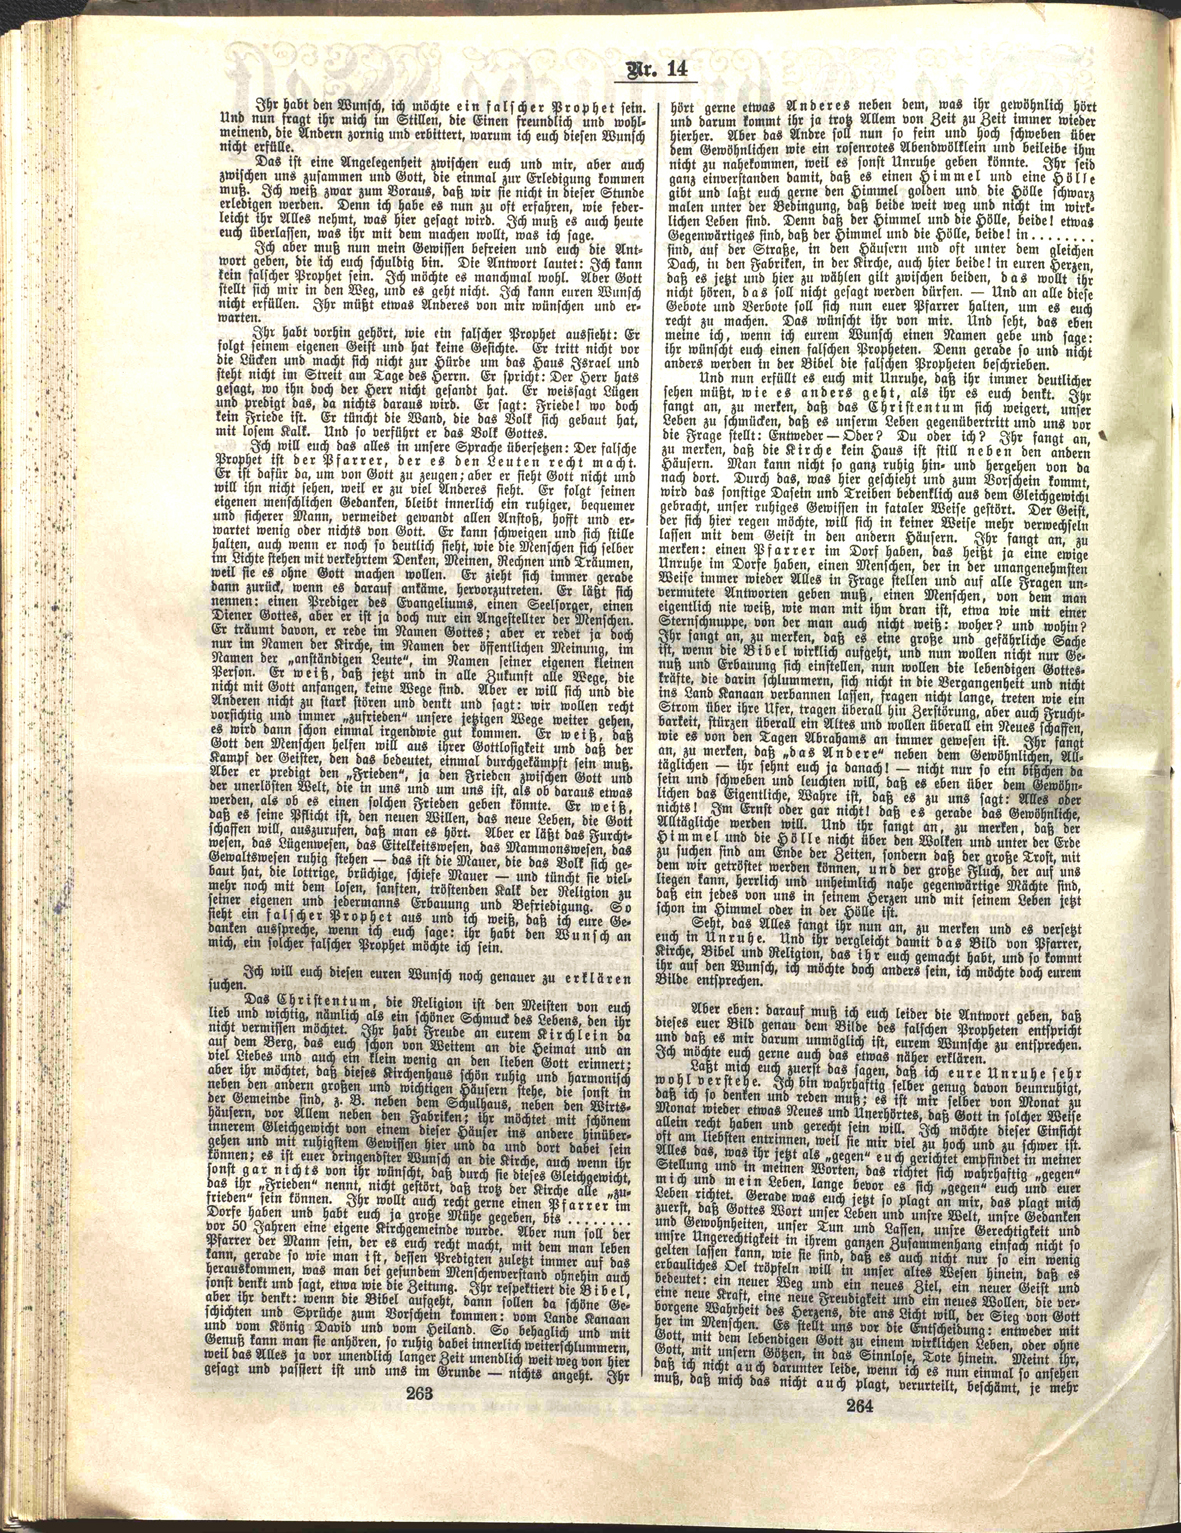 Nr. 14
Ihr habt den Wunsch, ich möchte ein falscher Prophet sein.
Und nun fragt ihr mich im Stillen, die Einen freundlich und wohl-
meinend, die Andern zornig und erbittert, warum ich euch diesen Wunsch
nicht erfülle.
Das ist eine Angelegenheit zwischen euch und mir, aber auch
zwischen uns zusammen und Gott, die einmal zur Erledigung kommen
muß. Ich weiß zwar zum Voraus, daß wir sie nicht in dieser Stunde
erledigen werden. Denn ich habe es nun zu oft erfahren, wie feder-
leicht ihr Alles nehmt, was hier gesagt wird. Ich muß es auch heute
euch überlassen, was ihr mit dem machen wollt, was ich sage.
Ich aber muß nun mein Gewissen befreien und euch die Ant-
wort geben, die ich euch schuldig bin. Die Antwort lautet: Ich kann
kein falscher Prophet sein. Ich möchte es manchmal wohl. Aber Gott
stellt sich mir in den Weg, und es geht nicht. Ich kann euren Wunsch
nicht erfüllen. Ihr müßt etwas Anderes von mir wünschen und er-
warten.
Ihr habt vorhin gehört, wie ein falscher Prophet aussieht: Er
folgt seinem eigenen Geist und hat keine Gesichte. Er tritt nicht vor
die Lücken und macht sich nicht zur Hürde um das Haus Israel und
steht nicht im Streit am Tage des Herrn. Er spricht: Der Herr hats
gesagt, wo ihn doch der Herr nicht gesandt hat. Er weissagt Lügen
und predigt das, da nichts daraus wird. Er sagt: Friede! wo doch
kein Friede ist. Er tüncht die Wand, die das Volk sich gebaut hat,
mit losem Kalk. Und so verführt er das Volk Gottes.
Ich will euch das alles in unsere Sprache übersetzen: Der falsche
Prophet ist der Pfarrer, der es den Leuten recht macht.
Er ist dafür da, um von Gott zu zeugen; aber er sieht Gott nicht und
will ihn nicht sehen, weil er zu viel Anderes sieht. Er folgt seinen
eigenen menschlichen Gedanken, bleibt innerlich ein ruhiger, bequemer
und sicherer Mann, vermeidet gewandt allen Anstoß, hofft und er-
wartet wenig oder nichts von Gott. Er kann schweigen und sich stille
halten, auch wenn er noch so deutlich sieht, wie die Menschen sich selber
im Lichte stehen mit verkehrtem Denken, Meinen, Rechnen und Träumen,
weil sie es ohne Gott machen wollen. Er zieht sich immer gerade
dann zurück, wenn es darauf ankäme, hervorzutreten. Er läßt sich
nennen: einen Prediger des Evangeliums, einen Seelsorger, einen
Diener Gottes, aber er ist ja doch nur ein Angestellter der Menschen.
Er träumt davon, er rede im Namen Gottes; aber er redet ja doch
nur im Namen der Kirche, im Namen der öffentlichen Meinung, im
Namen der „anständigen Leute“, im Namen seiner eigenen kleinen
Person. Er weiß, daß jetzt und in alle Zukunft alle Wege, die
nicht mit Gott anfangen, keine Wege sind. Aber er will sich und die
Anderen nicht zu stark stören und denkt und sagt: wir wollen recht
vorsichtig und immer „zufrieden“ unsere jetzigen Wege weiter gehen,
es wird dann schon einmal irgendwie gut kommen. Er weiß, daß
Gott den Menschen helfen will aus ihrer Gottlosigkeit und daß der
Kampf der Geister, den das bedeutet, einmal durchgekämpft sein muß.
Aber er predigt den „Frieden“, ja den Frieden zwischen Gott und
der unerlösten Welt, die in uns und um uns ist, als ob daraus etwas
werden, als ob es einen solchen Frieden geben könnte. Er weiß,
daß es seine Pflicht ist, den neuen Willen, das neue Leben, die Gott
schaffen will, auszurufen, daß man es hört. Aber er läßt das Furcht-
wesen, das Lügenwesen, das Eitelkeitswesen, das Mammonswesen, das
Gewaltswesen ruhig stehen — das ist die Mauer, die das Volk sich ge-
baut hat, die lottrige, brüchige, schiefe Mauer — und tüncht sie viel-
mehr noch mit dem losen, sanften, tröstenden Kalk der Religion zu
seiner eigenen und jedermanns Erbauung und Befriedigung. So
sieht ein falscher Prophet aus und ich weiß, daß ich eure Ge-
danken ausspreche, wenn ich euch sage: ihr habt den Wunsch an
mich, ein solcher falscher Prophet möchte ich sein.
Ich will euch diesen euren Wunsch noch genauer zu erklären
suchen.
Das Christentum, die Religion ist den Meisten von euch
lieb und wichtig, nämlich als ein schöner Schmuck des Lebens, den ihr
nicht vermissen möchtet. Ihr habt Freude an eurem Kirchlein da
auf dem Berg, das euch schon von Weitem an die Heimat und an
viel Liebes und auch ein klein wenig an den lieben Gott erinnert;
aber ihr möchtet, daß dieses Kirchenhaus schön ruhig und harmonisch
neben den andern großen und wichtigen Häusern stehe, die sonst in
der Gemeinde sind, z. B. neben dem Schulhaus, neben den Wirts-
häusern, vor Allem neben den Fabriken; ihr möchtet mit schönem
innerem Gleichgewicht von einem dieser Häuser ins andere hinüber-
gehen und mit ruhigstem Gewissen hier und da und dort dabei sein
können; es ist euer dringendster Wunsch an die Kirche, auch wenn ihr
sonst gar nichts von ihr wünscht, daß durch sie dieses Gleichgewicht,
das ihr „Frieden“ nennt, nicht gestört, daß trotz der Kirche alle „zu-
frieden“ sein können. Ihr wollt auch recht gerne einen Pfarrer im
Dorfe haben und habt euch ja große Mühe gegeben, bis . . . . . . . .
vor 50 Jahren eine eigene Kirchgemeinde wurde. Aber nun soll der
Pfarrer der Mann sein, der es euch recht macht, mit dem man leben
kann, gerade so wie man ist, dessen Predigten zuletzt immer auf das
herauskommen, was man bei gesundem Menschenverstand ohnehin auch
sonst denkt und sagt, etwa wie die Zeitung. Ihr respektiert die Bibel,
aber ihr denkt: wenn die Bibel aufgeht, dann sollen da schöne Ge-
schichten und Sprüche zum Vorschein kommen: vom Lande Kanaan
und vom König David und vom Heiland. So behaglich und mit
Genuß kann man sie anhören, so ruhig dabei innerlich weiterschlummern,
weil das Alles ja vor unendlich langer Zeit unendlich weit weg von hier
gesagt und passiert ist und uns im Grunde — nichts angeht. Ihr
263
hört gerne etwas Anderes neben dem, was ihr gewöhnlich hört
und darum kommt ihr ja trotz Allem von Zeit zu Zeit immer wieder
hierher. Aber das Andre soll nun so sein und hoch schweben über
dem Gewöhnlichen wie ein rosenrotes Abendwölklein und beileibe ihm
nicht zu nahekommen, weil es sonst Unruhe geben könnte. Ihr seid
ganz einverstanden damit, daß es einen Himmel und eine Hölle
gibt und laßt euch gerne den Himmel golden und die Hölle schwarz
malen unter der Bedingung, daß beide weit weg und nicht im wirk-
lichen Leben sind. Denn daß der Himmel und die Hölle, beide! etwas
Gegenwärtiges sind, daß der Himmel und die Hölle, beide! in . . . . . . . .
sind, auf der Straße, in den Häusern und oft unter dem gleichen
Dach, in den Fabriken, in der Kirche, auch hier beide! in euren Herzen,
daß es jetzt und hier zu wählen gilt zwischen beiden, das wollt ihr
nicht hören, das soll nicht gesagt werden dürfen. — Und an alle diese
Gebote und Verbote soll sich nun euer Pfarrer halten, um es euch
recht zu machen. Das wünscht ihr von mir. Und seht, das eben
meine ich, wenn ich eurem Wunsch einen Namen gebe und sage:
ihr wünscht euch einen falschen Propheten. Denn gerade so und nicht
anders werden in der Bibel die falschen Propheten beschrieben.
Und nun erfüllt es euch mit Unruhe, daß ihr immer deutlicher
sehen müßt, wie es anders geht, als ihr es euch denkt. Ihr
fangt an, zu merken, daß das Christentum sich weigert, unser
Leben zu schmücken, daß es unserm Leben gegenübertritt und uns vor
die Frage stellt: Entweder — Oder? Du oder ich? Ihr fangt an,
zu merken, daß die Kirche kein Haus ist still neben den andern
Häusern. Man kann nicht so ganz ruhig hin- und hergehen von da
nach dort. Durch das, was hier geschieht und zum Vorschein kommt,
wird das sonstige Dasein und Treiben bedenklich aus dem Gleichgewicht
gebracht, unser ruhiges Gewissen in fataler Weise gestört. Der Geist,
der sich hier regen möchte, will sich in keiner Weise mehr verwechseln
lassen mit dem Geist in den andern Häusern. Ihr fangt an, zu
merken: einen Pfarrer im Dorf haben, das heißt ja eine ewige
Unruhe im Dorfe haben, einen Menschen, der in der unangenehmsten
Weise immer wieder Alles in Frage stellen und auf alle Fragen un-
vermutete Antworten geben muß, einen Menschen, von dem man
eigentlich nie weiß, wie man mit ihm dran ist, etwa wie mit einer
Sternschnuppe, von der man auch nicht weiß: woher? und wohin?
Ihr fangt an, zu merken, daß es eine große und gefährliche Sache
ist, wenn die Bibel wirklich aufgeht, und nun wollen nicht nur Ge-
nuß und Erbauung sich einstellen, nun wollen die lebendigen Gottes-
kräfte, die darin schlummern, sich nicht in die Vergangenheit und nicht
ins Land Kanaan verbannen lassen, fragen nicht lange, treten wie ein
Strom über ihre Ufer, tragen überall hin Zerstörung, aber auch Frucht-
barkeit, stürzen überall ein Altes und wollen überall ein Neues schaffen,
wie es von den Tagen Abrahams an immer gewesen ist. Ihr fangt
an, zu merken, daß „das Andere“ neben dem Gewöhnlichen, All-
täglichen — ihr sehnt euch ja danach! — nicht nur so ein bißchen da
sein und schweben und leuchten will, daß es eben über dem Gewöhn-
lichen das Eigentliche, Wahre ist, daß es zu uns sagt: Alles oder
nichts! Im Ernst oder gar nicht! daß es gerade das Gewöhnliche,
Alltägliche werden will. Und ihr fangt an, zu merken, daß der
Himmel und die Hölle nicht über den Wolken und unter der Erde
zu suchen sind am Ende der Zeiten, sondern daß der große Trost, mit
dem wir getröstet werden können, und der große Fluch, der auf uns
liegen kann, herrlich und unheimlich nahe gegenwärtige Mächte sind,
daß ein jedes von uns in seinem Herzen und mit seinem Leben jetzt
schon im Himmel oder in der Hölle ist.
Seht, das Alles fangt ihr nun an, zu merken und es versetzt
euch in Unruhe. Und ihr vergleicht damit das Bild von Pfarrer,
Kirche, Bibel und Religion, das ihr euch gemacht habt, und so kommt
ihr auf den Wunsch, ich möchte doch anders sein, ich möchte doch eurem
Bilde entsprechen.
Aber eben: darauf muß ich euch leider die Antwort geben, daß
dieses euer Bild genau dem Bilde des falschen Propheten entspricht
und daß es mir darum unmöglich ist, eurem Wunsche zu entsprechen.
Ich möchte euch gerne auch das etwas näher erklären.
Laßt mich euch zuerst das sagen, daß ich eure Unruhe sehr
wohl verstehe. Ich bin wahrhaftig selber genug davon beunruhigt,
daß ich so denken und reden muß; es ist mir selber von Monat zu
Monat wieder etwas Neues und Unerhörtes, daß Gott in solcher Weise
allein recht haben und gerecht sein will. Ich möchte dieser Einsicht
oft am liebsten entrinnen, weil sie mir viel zu hoch und zu schwer ist.
Alles das, was ihr jetzt als „gegen“ euch gerichtet empfindet in meiner
Stellung und in meinen Worten, das richtet sich wahrhaftig „gegen“
mich und mein Leben, lange bevor es sich „gegen“ euch und euer
Leben richtet. Gerade was euch jetzt so plagt an mir, das plagt mich
zuerst, daß Gottes Wort unser Leben und unsre Welt, unsre Gedanken
und Gewohnheiten, unser Tun und Lassen, unsre Gerechtigkeit und
unsre Ungerechtigkeit in ihrem ganzen Zusammenhang einfach nicht so
gelten lassen kann, wie sie sind, daß es auch nicht nur so ein wenig
erbauliches Oel tröpfeln will in unser altes Wesen hinein, daß es
bedeutet: ein neuer Weg und ein neues Ziel, ein neuer Geist und
eine neue Kraft, eine neue Freudigkeit und ein neues Wollen, die ver-
borgene Wahrheit des Herzens, die ans Licht will, der Sieg von Gott
her im Menschen. Es stellt uns vor die Entscheidung: entweder mit
Gott, mit dem lebendigen Gott zu einem wirklichen Leben, oder ohne
Gott, mit unsern Götzen, in das Sinnlose, Tote hinein. Meint ihr,
daß ich nicht auch darunter leide, wenn ich es nun einmal so ansehen
muß, daß mich das nicht auch plagt, verurteilt, beschämt, je mehr
264